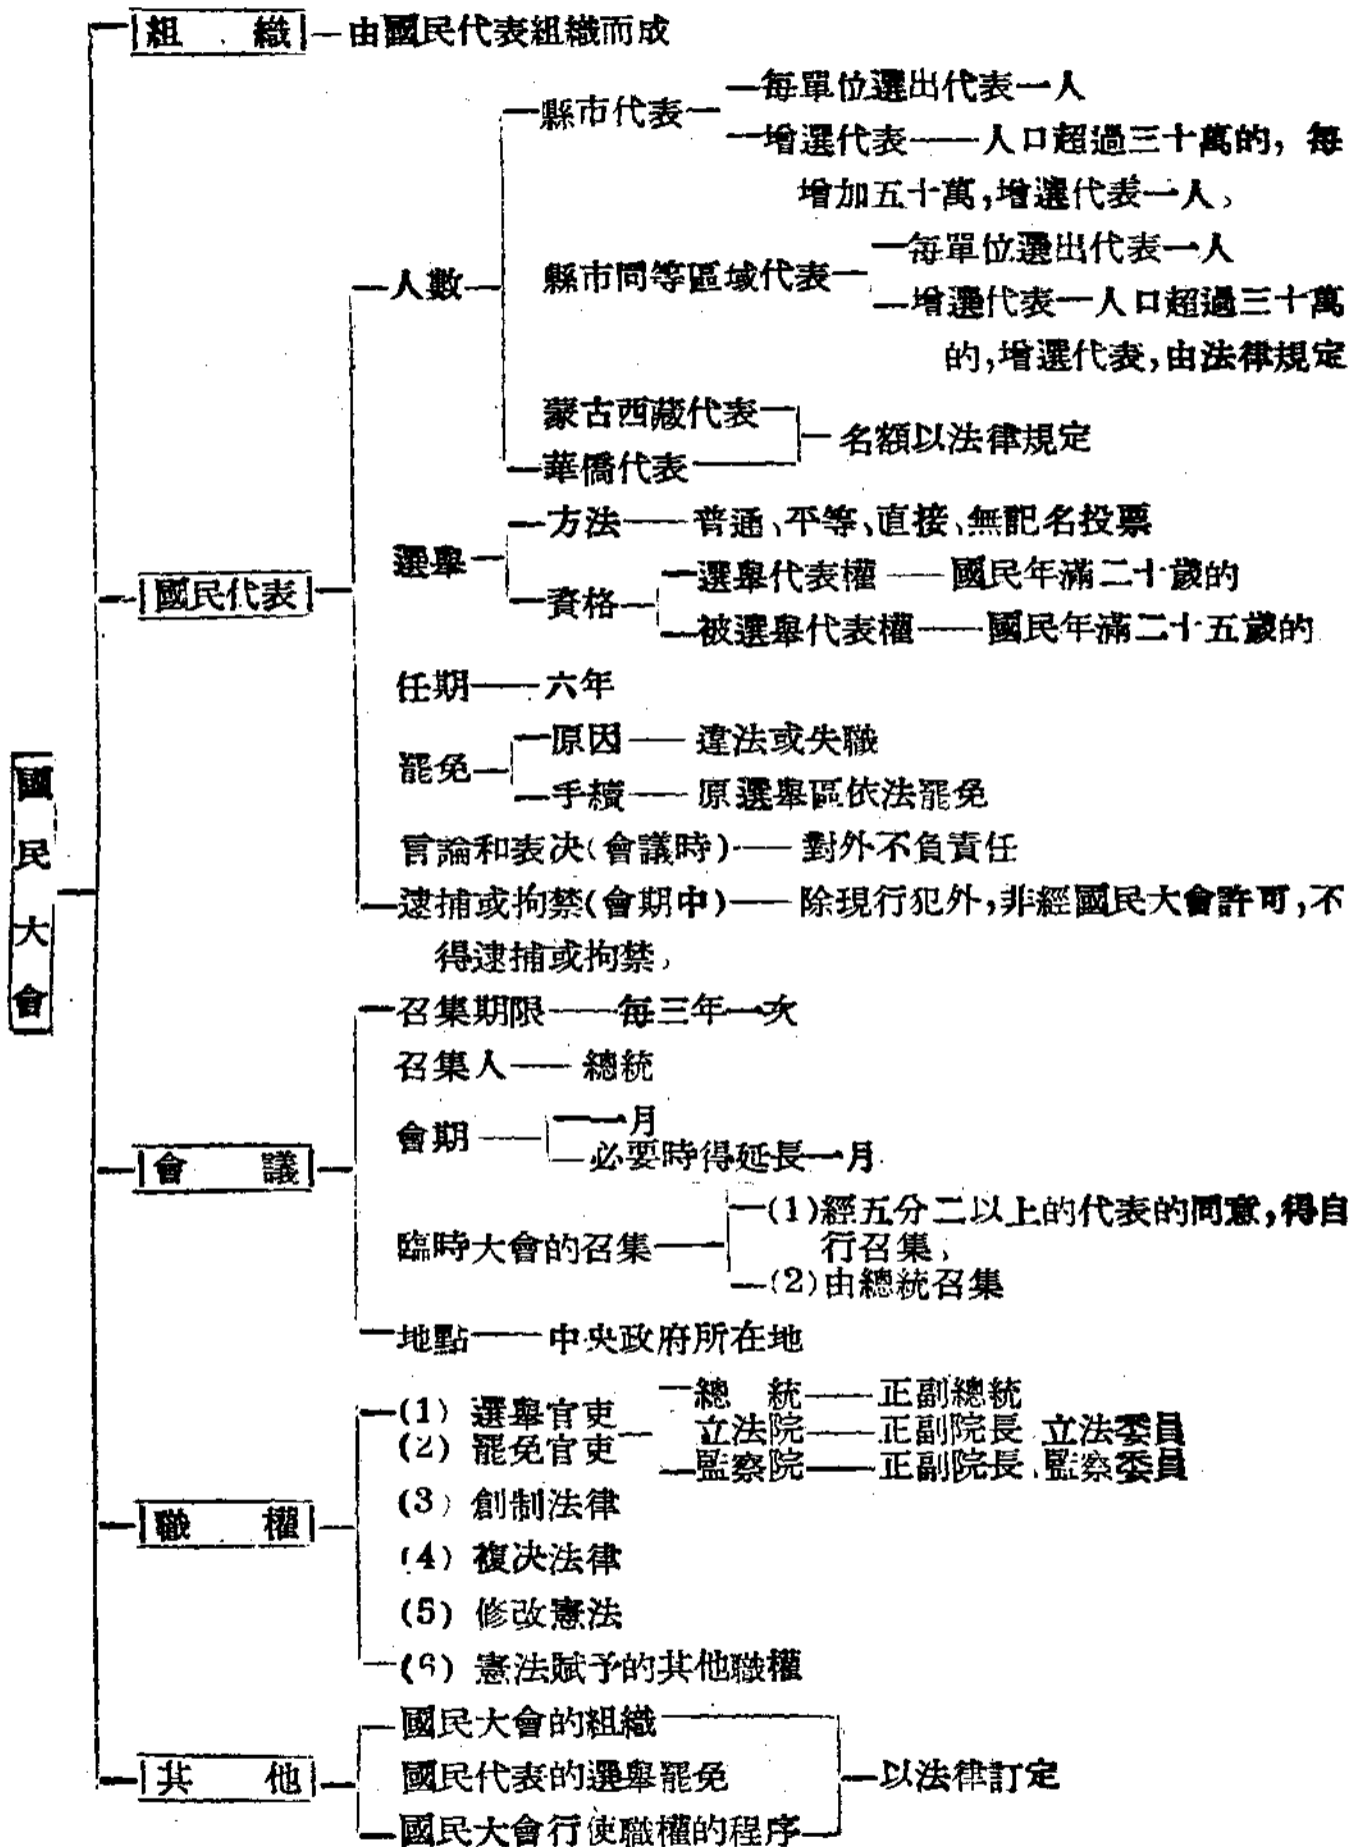 國民大會
組織
由國民代表組織而成
國民代表
人數
縣市代表
每單位選出代表一人
增選代表——人口超過三十萬的,每
增加五十萬,增選代表一人、
縣市同等區域代表
每單位選出代表一人
增選代表—人口超過三十萬
的,增選代表,由法律規定
蒙古西藏代表
華僑代表
名額以法律規定
選舉
方法——普通、平等、直接、無記名投票
資格
選舉代表權——國民年滿二十歲的
被選舉代表權——國民年滿二十五歲的
任期——六年
罷免
原因——違法或失職
手續——原選舉區依法罷免
言論和表决(會議時)——對外不負責任
逮捕或拘禁(會期中)——除現行犯外,非經國民大會許可,不
得逮捕或拘禁、
會議
召集期限——每三年一次
召集人——總統
會期
一月
必要時得延長一月
臨時大會的召集
(1)經五分二以上的代表的同意,得自
行召集、
(2)由總統召集
地點——中央政府所在地
職權
(1) 選舉官吏
(2) 罷免官吏
總統——正副總統
立法院——正副院長 立法委員
監察院——正副院長、監察委員
(3) 創制法律
(4) 複决法律
(5) 修改憲法
(6) 憲法賦予的其他職權
其他
國民大會的組織
國民代表的選舉罷免
國民大會行使職權的程序
以法律訂定